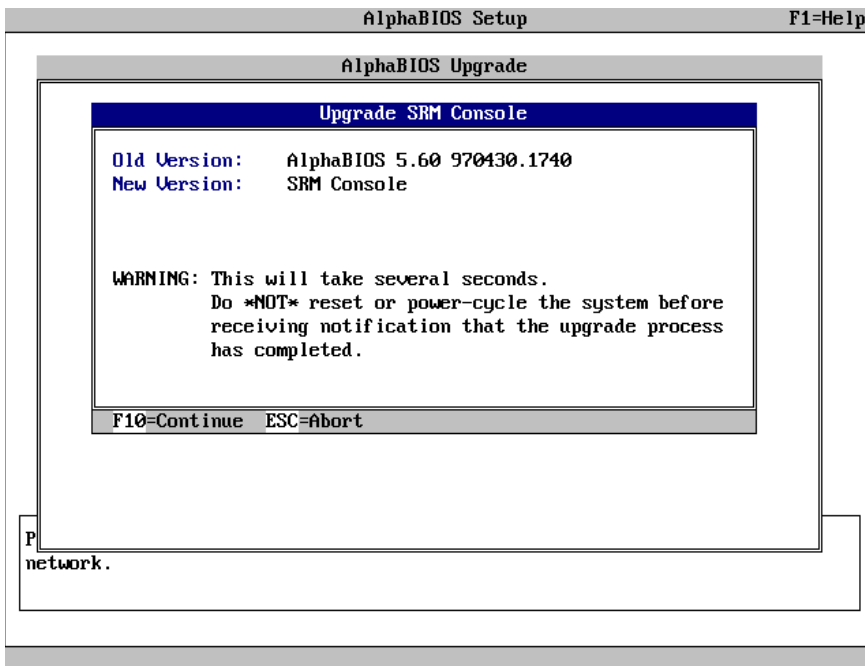 AlphaBIOS Setup F1=Help
AlphaBIOS Upgrade
Upgrade SRM Console
Old Version: AlphaBIOS 5.60 970430.1740
New Version: SRM Console
WARNING: This will take several seconds.
Do *NOT* reset or power-cycle the system before
receiving notification that the upgrade process
has completed.
F10=Continue ESC=Abort
P
network.